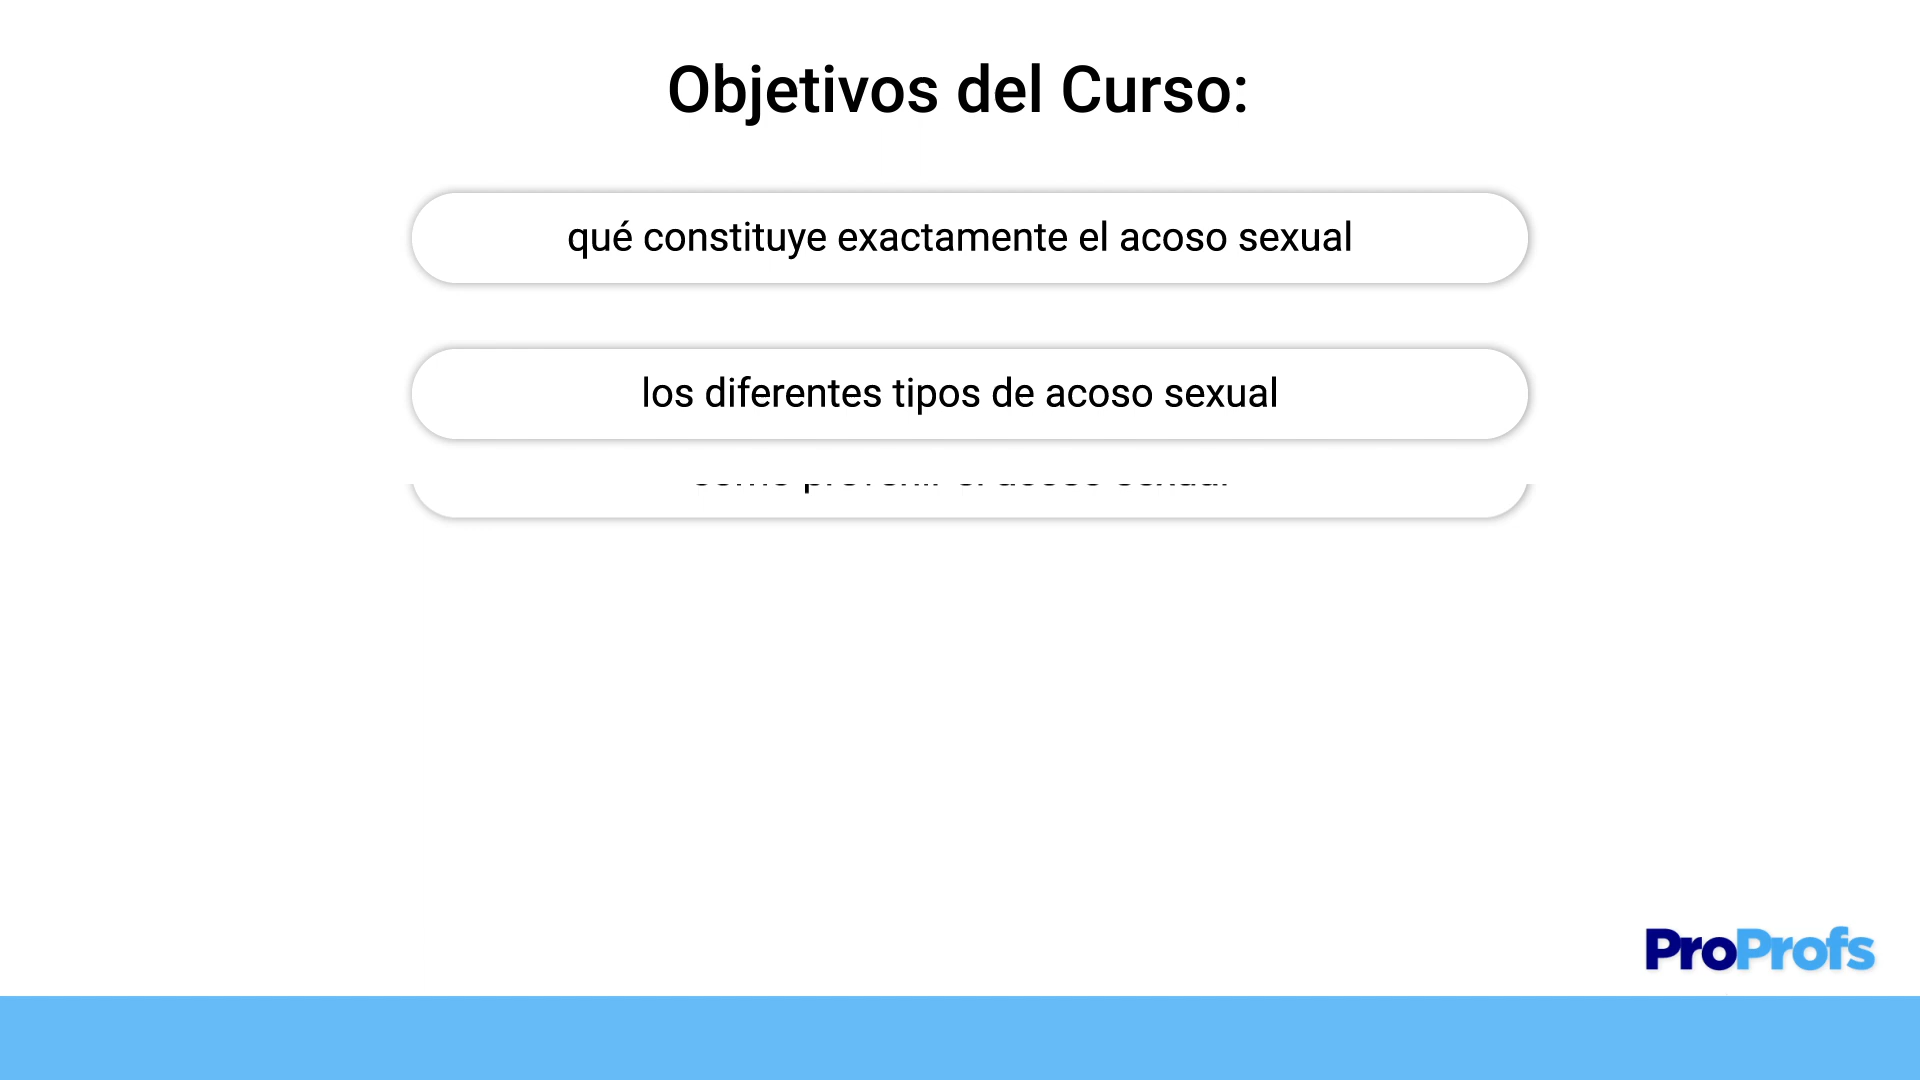 Objetivos del Curso:
qué constituye exactamente el acoso sexual
los diferentes tipos de acoso sexual
ProProfs